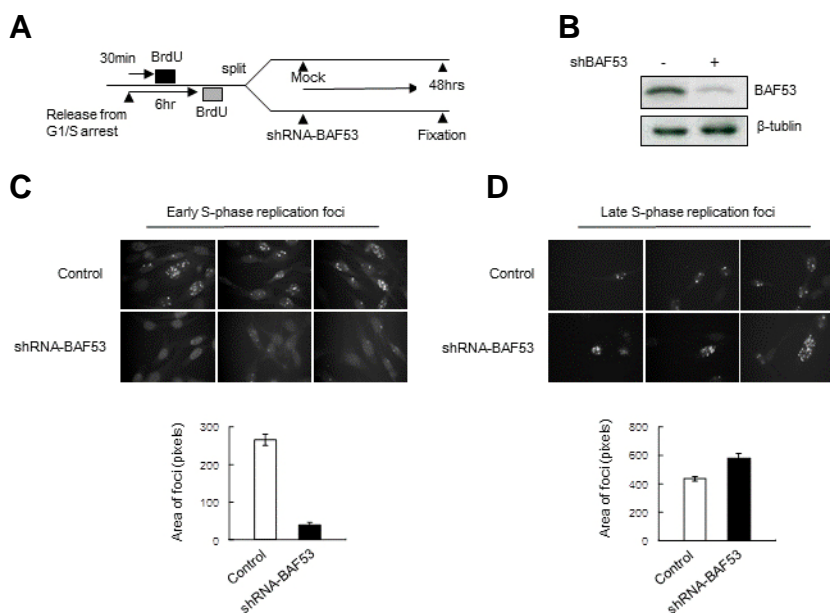 A
30min
BrdU
split
Mock
48hrs
6hr
BrdU
Release from
G1/S arrest
shRNA-BAF53
Fixation
B
shBAF53
-
+
BAF53
β-tublin
C
Early S-phase replication foci
Control
shRNA-BAF53
Area of foci (pixels)
300
200
100
0
Control
shRNA-BAF53
D
Late S-phase replication foci
Control
shRNA-BAF53
Area of foci (pixels)
800
600
400
200
0
Control
shRNA-BAF53